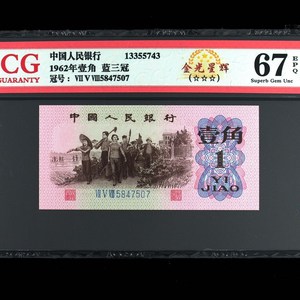 CG
GUARANTY
中国人民银行 13355743
1962年壹角 蓝三冠
冠号： VII V VIII5847507
金光星辉
(☆☆☆)
67 EPQ
Superb Gem Unc
中国人民银行
壹角
1
YI
JIAO
VII V VIII 5847507